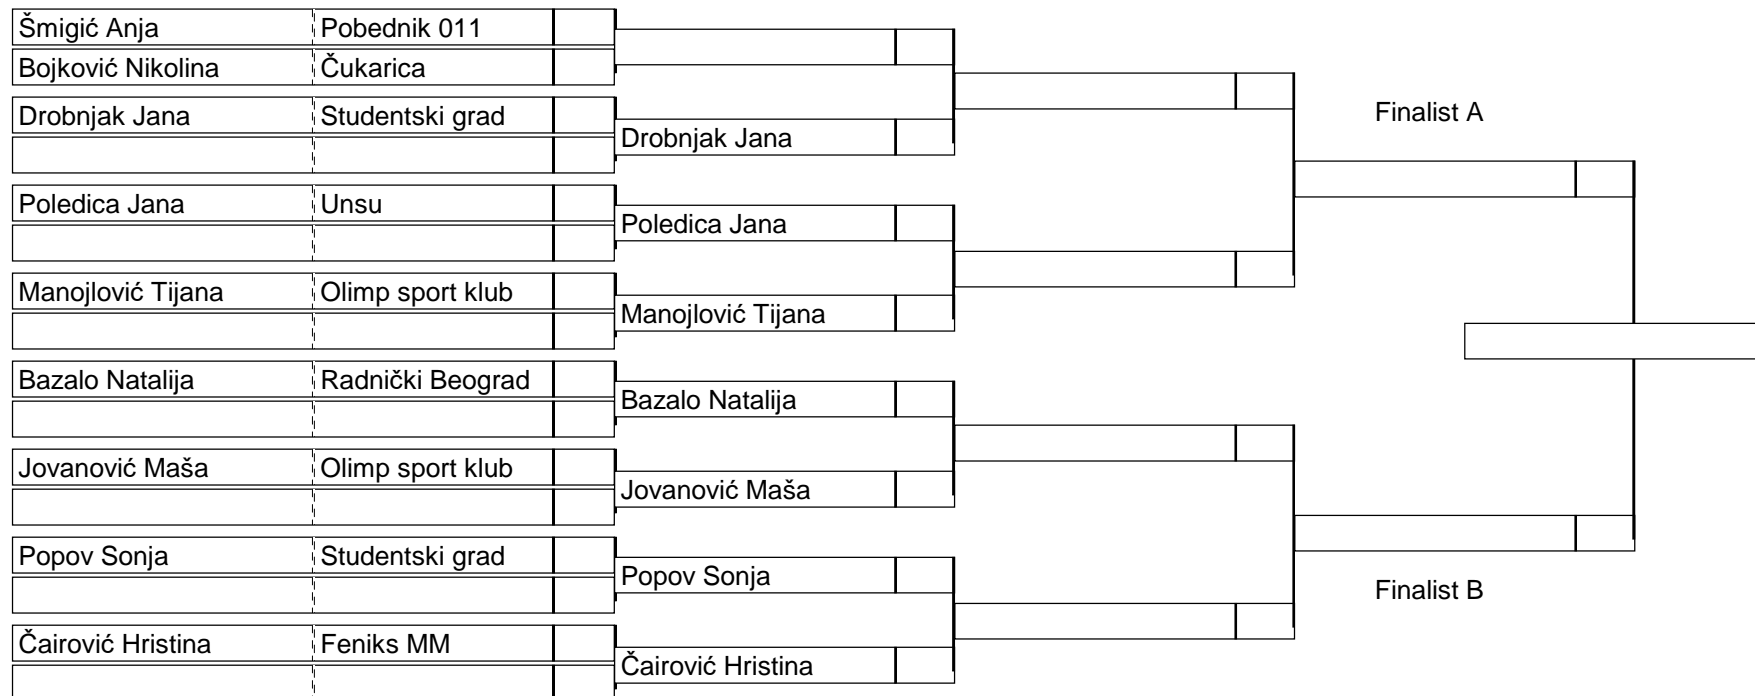 Šmigić Anja Pobednik 011
Bojković Nikolina Čukarica
Drobnjak Jana Studentski grad
Poledica Jana Unsu
Manojlović Tijana Olimp sport klub
Bazalo Natalija Radnički Beograd
Jovanović Maša Olimp sport klub
Popov Sonja Studentski grad
Čairović Hristina Feniks MM
Drobnjak Jana
Poledica Jana
Manojlović Tijana
Bazalo Natalija
Jovanović Maša
Popov Sonja
Čairović Hristina
Finalist A
Finalist B